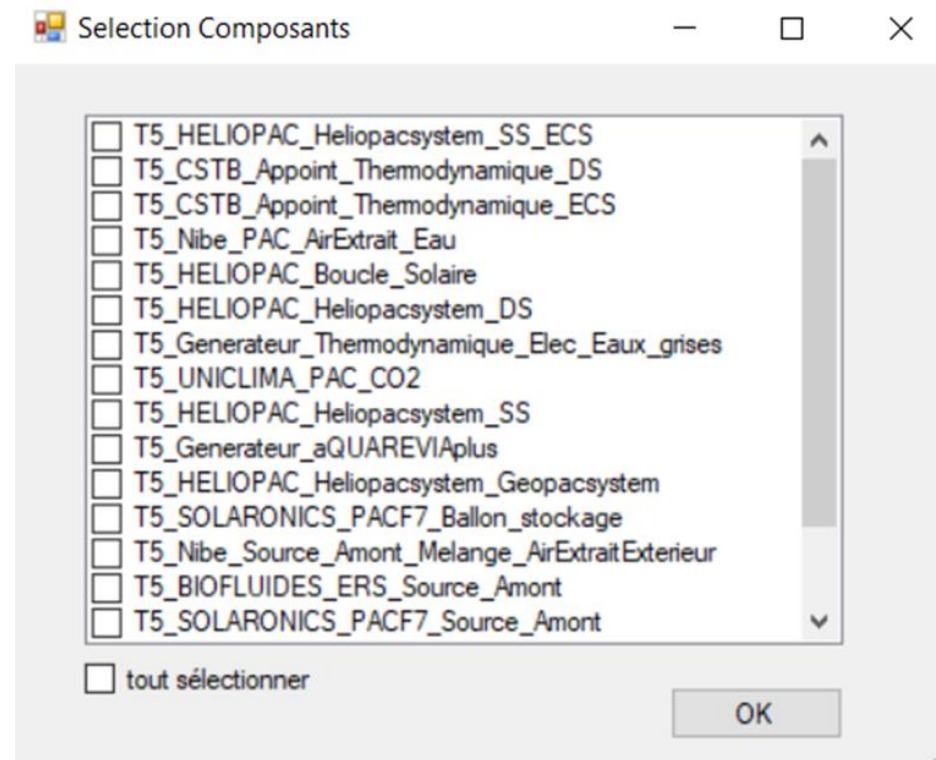 Selection Composants
T5_HELIOPAC_Heliopacsystem_SS_ECS
T5_CSTB_Appoint_Thermodynamique_DS
T5_CSTB_Appoint_Thermodynamique_ECS
T5_Nibe_PAC_AirExtrait_Eau
T5_HELIOPAC_Boucle_Solaire
T5_HELIOPAC_Heliopacsystem_DS
T5_Generateur_Thermodynamique_Elec_Eaux_grises
T5_UNICLIMA_PAC_CO2
T5_HELIOPAC_Heliopacsystem_SS
T5_Generateur_aQUAREVIAplus
T5_HELIOPAC_Heliopacsystem_Geopacsystem
T5_SOLARONICS_PACF7_Ballon_stockage
T5_Nibe_Source_Amont_Melange_AirExtraitExterieur
T5_BIOFLUIDES_ERS_Source_Amont
T5_SOLARONICS_PACF7_Source_Amont
tout sélectionner
OK